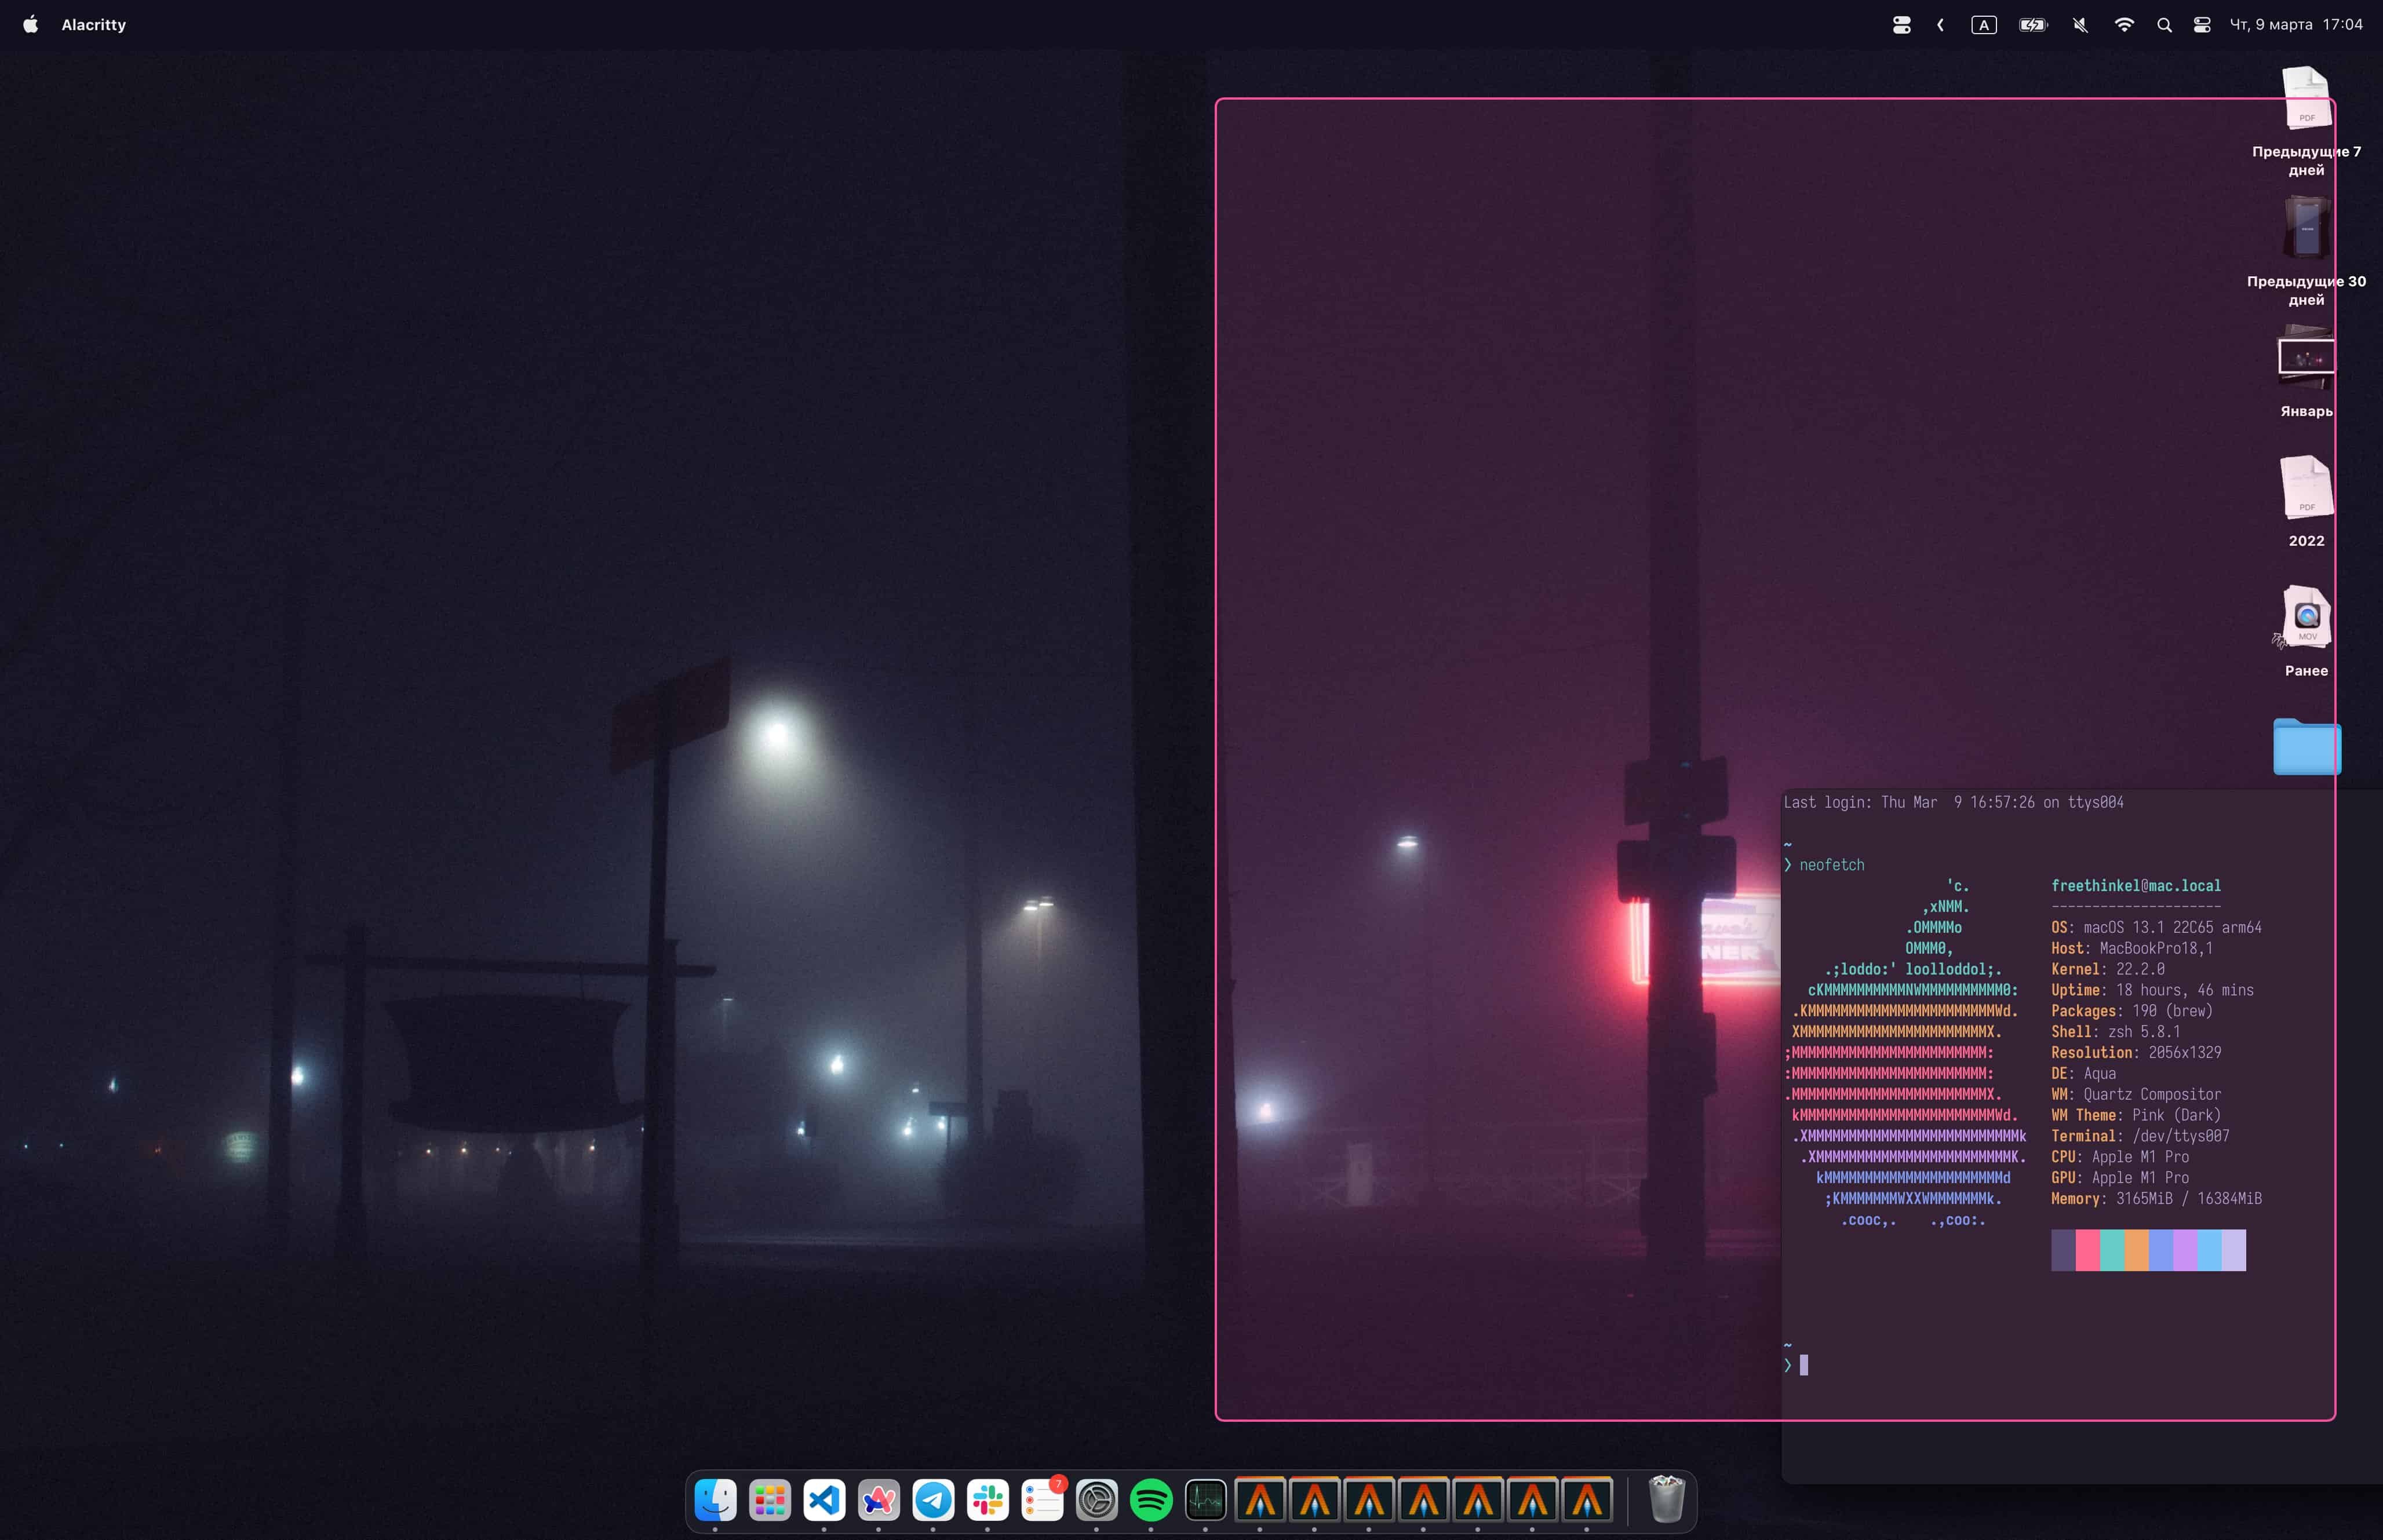 Alacritty
A
Чт, 9 марта 17:04
PDF
Предыдущие 7
дней
Предыдущие 30
дней
Январь
PDF
2022
MOV
Ранее
NER
Last login: Thu Mar  9 16:57:26 on ttys004
~
❯ neofetch
'c.
,xNMM.
.OMMMMo
OMMM0,
.;loddo:' loolloddol;.
cKMMMMMMMMMMNWMMMMMMMMMM0:
.KMMMMMMMMMMMMMMMMMMMMMMMWd.
XMMMMMMMMMMMMMMMMMMMMMMMX.
;MMMMMMMMMMMMMMMMMMMMMMMM:
:MMMMMMMMMMMMMMMMMMMMMMMM:
.MMMMMMMMMMMMMMMMMMMMMMMMX.
kMMMMMMMMMMMMMMMMMMMMMMMMWd.
.XMMMMMMMMMMMMMMMMMMMMMMMMMMk
.XMMMMMMMMMMMMMMMMMMMMMMMMK.
kMMMMMMMMMMMMMMMMMMMMMMd
;KMMMMMMMWXXWMMMMMMMk.
.cooc,.    .,coo:.
freethinkel@mac.local
---------------------
OS: macOS 13.1 22C65 arm64
Host: MacBookPro18,1
Kernel: 22.2.0
Uptime: 18 hours, 46 mins
Packages: 190 (brew)
Shell: zsh 5.8.1
Resolution: 2056x1329
DE: Aqua
WM: Quartz Compositor
WM Theme: Pink (Dark)
Terminal: /dev/ttys007
CPU: Apple M1 Pro
GPU: Apple M1 Pro
Memory: 3165MiB / 16384MiB
~
❯
7